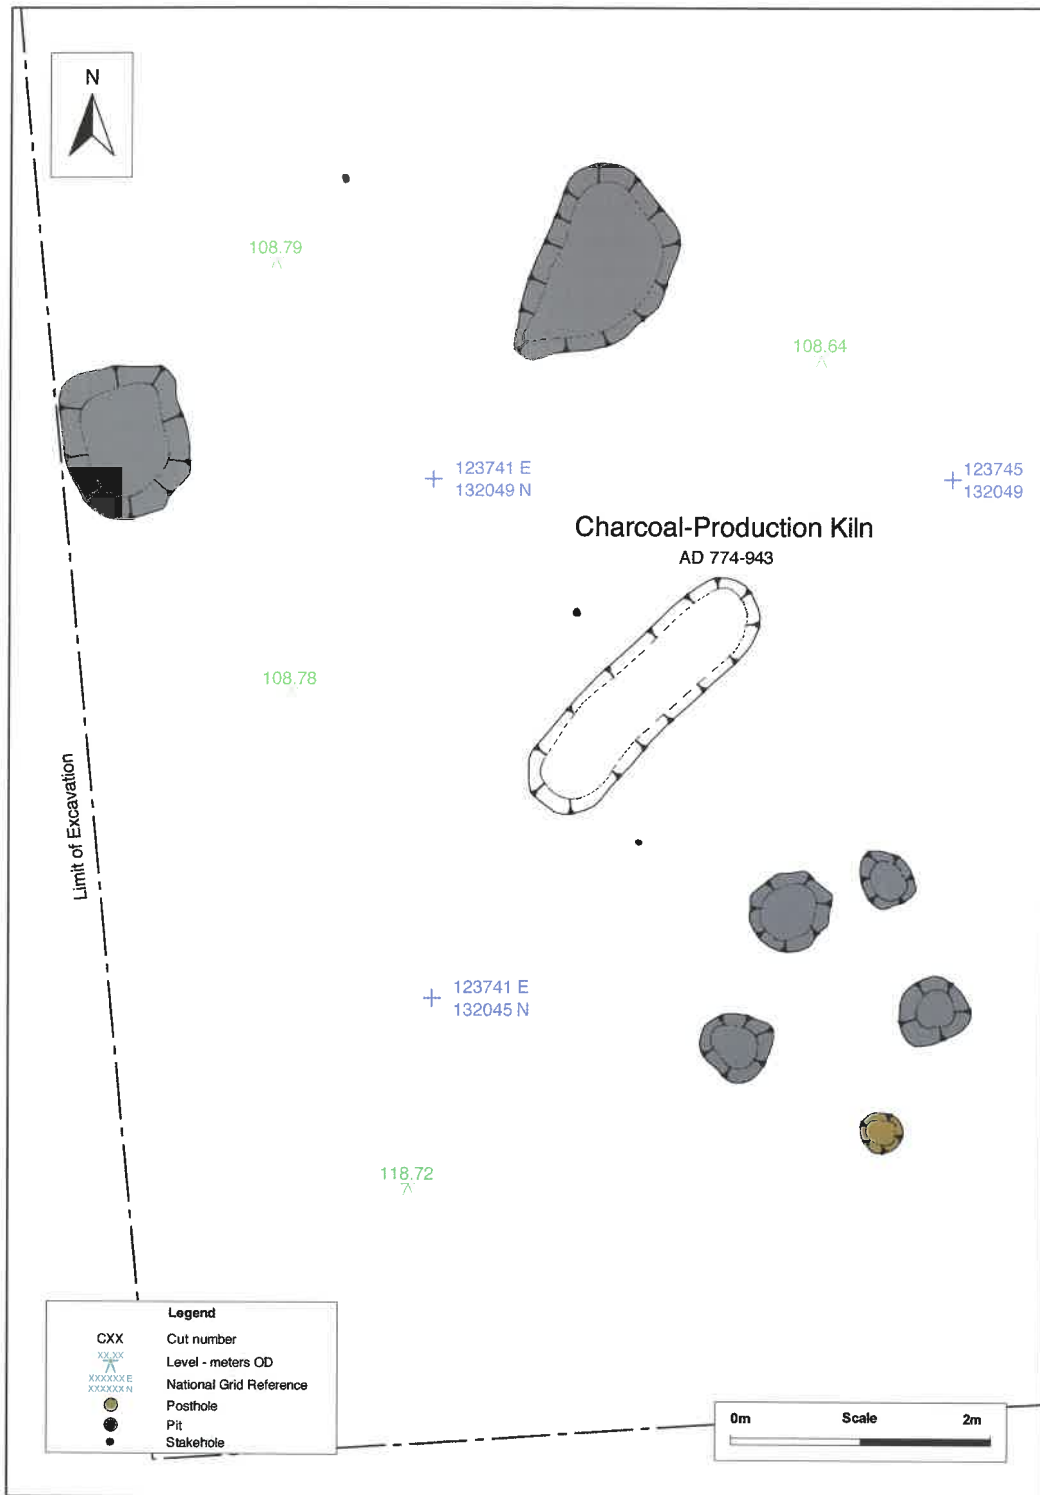 N
108.79
108.64
123741 E
132049 N
123745
132049
Charcoal-Production Kiln
AD 774-943
108.78
Limit of Excavation
123741 E
132045 N
118.72
Legend
CXX Cut number
XX.XX
Level - meters OD
XXXXXX E
XXXXXX N
National Grid Reference
Posthole
Pit
Stakehole
0m Scale 2m